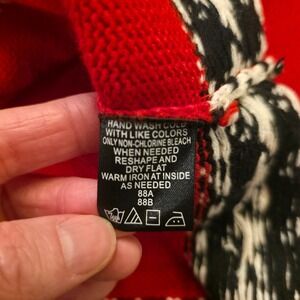 HAND WASH COLD
WITH LIKE COLORS
ONLY NON-CHLORINE BLEACH
WHEN NEEDED
RESHAPE AND
DRY FLAT
WARM IRON AT INSIDE
AS NEEDED
88A
88B